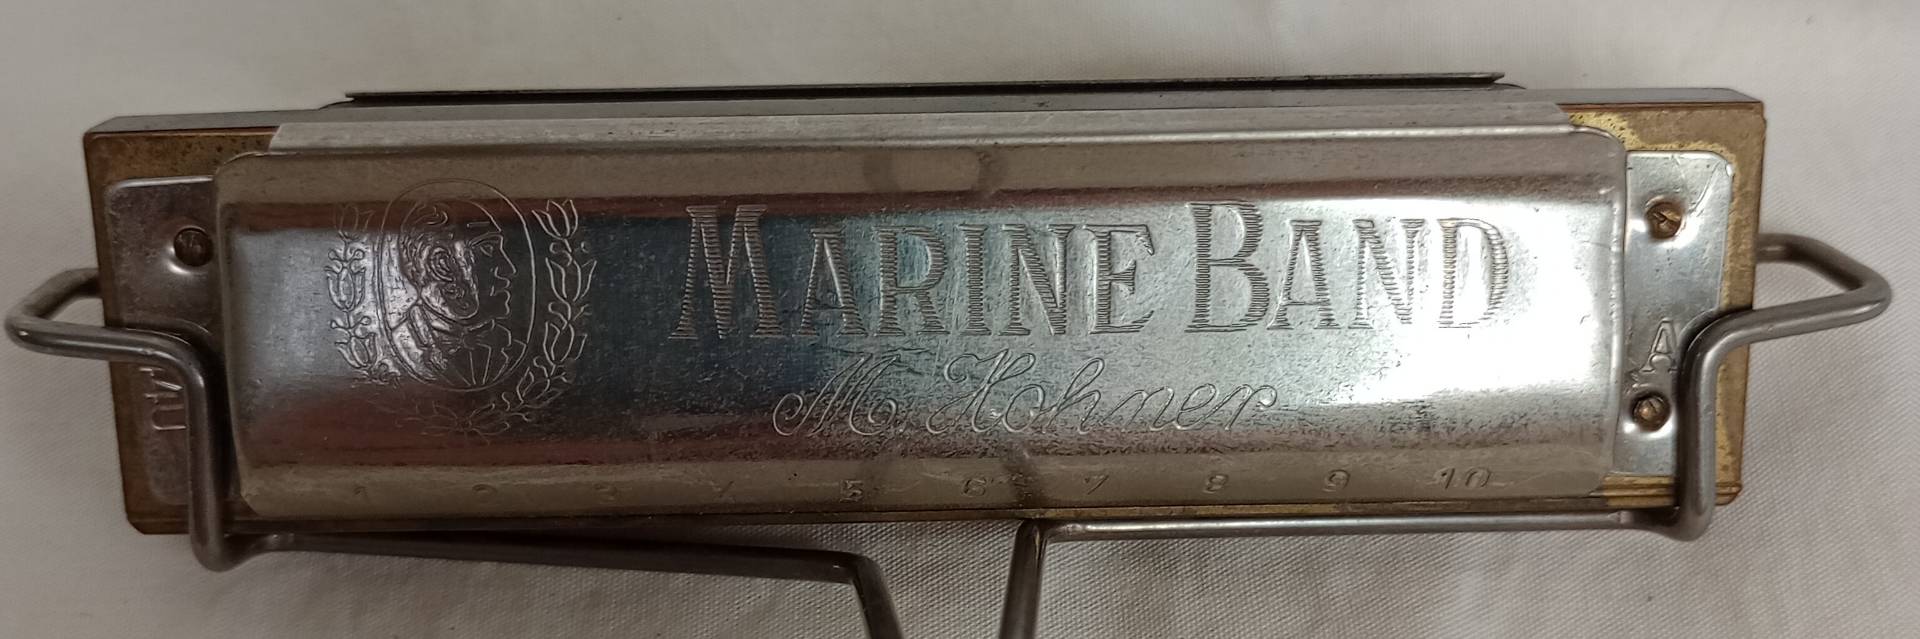 MARINE BAND
M. Hohner
A
1 2 3 4 5 6 7 8 9 10